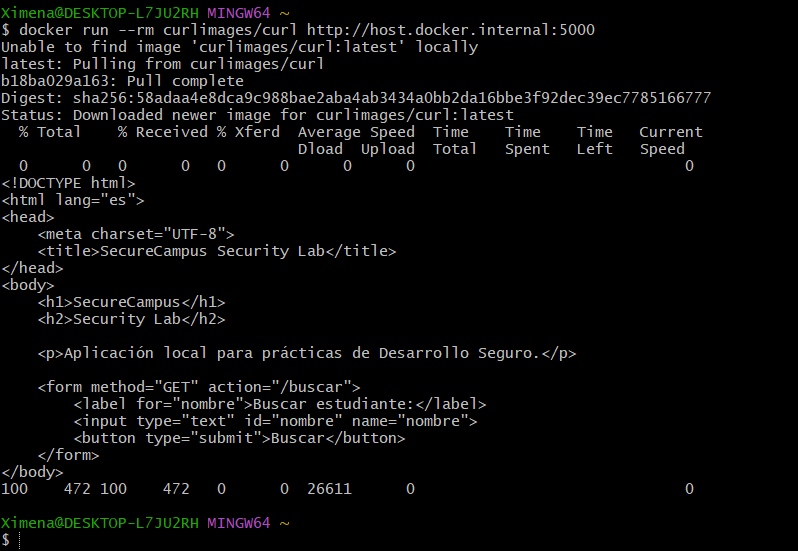 Ximena@DESKTOP-L7JU2RH MINGW64 ~
$ docker run --rm curlimages/curl http://host.docker.internal:5000
Unable to find image 'curlimages/curl:latest' locally
latest: Pulling from curlimages/curl
b18ba029a163: Pull complete
Digest: sha256:58adaa4e8dca9c988bae2aba4ab3434a0bb2da16bbe3f92dec39ec7785166777
Status: Downloaded newer image for curlimages/curl:latest
  % Total    % Received % Xferd  Average Speed  Time    Time    Time   Current
                                 Dload  Upload  Total   Spent   Left   Speed
  0      0   0      0   0      0      0      0                              0
<!DOCTYPE html>
<html lang="es">
<head>
    <meta charset="UTF-8">
    <title>SecureCampus Security Lab</title>
</head>
<body>
    <h1>SecureCampus</h1>
    <h2>Security Lab</h2>

    <p>Aplicación local para prácticas de Desarrollo Seguro.</p>

    <form method="GET" action="/buscar">
        <label for="nombre">Buscar estudiante:</label>
        <input type="text" id="nombre" name="nombre">
        <button type="submit">Buscar</button>
    </form>
</body>
100    472 100    472   0      0  26611      0                              0

Ximena@DESKTOP-L7JU2RH MINGW64 ~
$